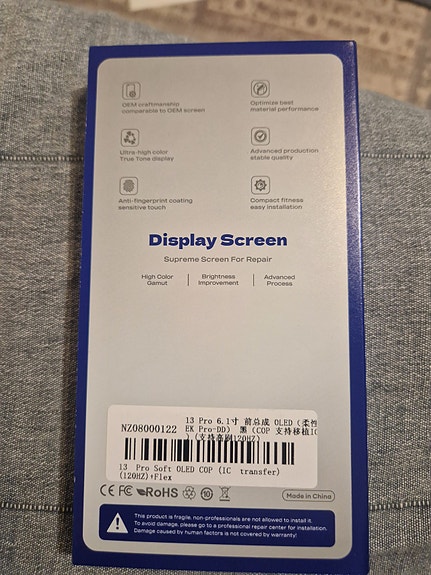 OEM craftmanship
comparable to OEM screen
Optimize best
material performance
Ultra-high color
True Tone display
Advanced production
stable quality
Anti-fingerprint coating
sensitive touch
Compact fitness
easy installation
Display Screen
Supreme Screen For Repair
High Color
Gamut
Brightness
Improvement
Advanced
Process
NZ08000122
13 Pro 6.1寸 前总成 OLED (柔性
EK Pro-DD) 黑 (COP 支持移植IC
) (支持高刷120HZ)
13 Pro Soft OLED COP (IC transfer)
(120HZ)+Flex
CE FC RoHS 10
Made in China
This product is fragile, non-professionals are not allowed to install it.
To avoid damage, please go to a professional repair center for installation.
Damage caused by human factors is not covered by warranty!